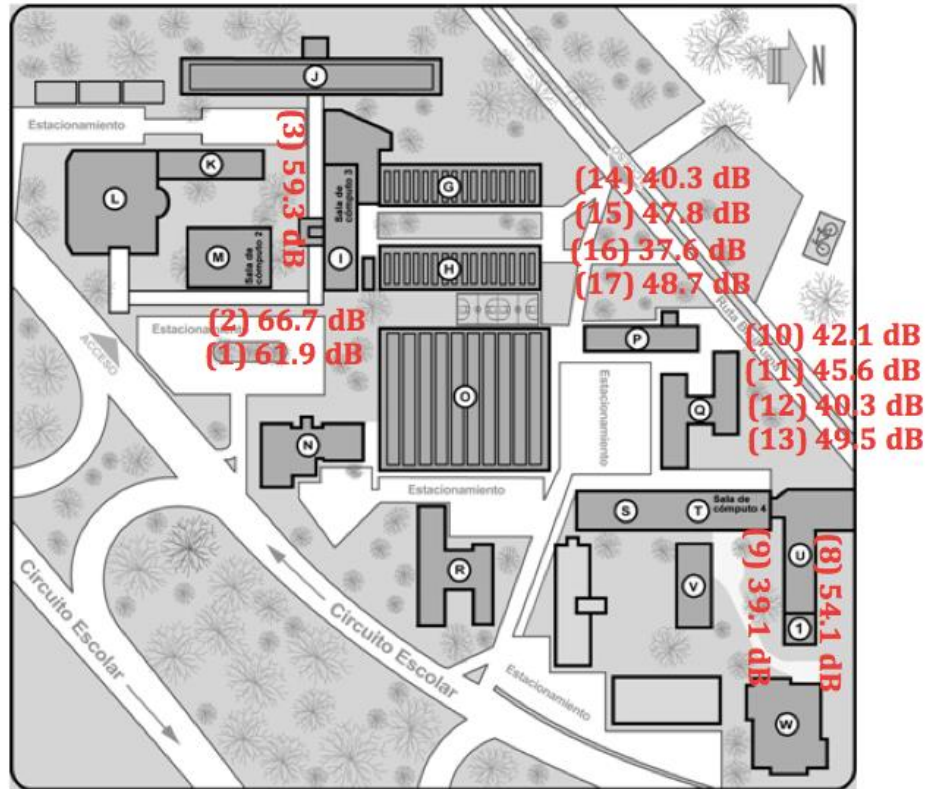 J
N
Estacionamiento
(3) 59.3 dB
K
L
G
Sala de
cómputo 3
(14) 40.3 dB
(15) 47.8 dB
(16) 37.6 dB
(17) 48.7 dB
M
Sala de
cómputo 2
I
H
(2) 66.7 dB
Estacionamiento
(1) 61.9 dB
ACCESO
P
(10) 42.1 dB
(11) 45.6 dB
(12) 40.3 dB
(13) 49.5 dB
Estacionamiento
O
Q
N
Estacionamiento
S
T
Sala de
cómputo 4
U
(9) 39.1 dB
(8) 54.1 dB
R
V
1
Circuito Escolar
Circuito Escolar
Estacionamiento
W